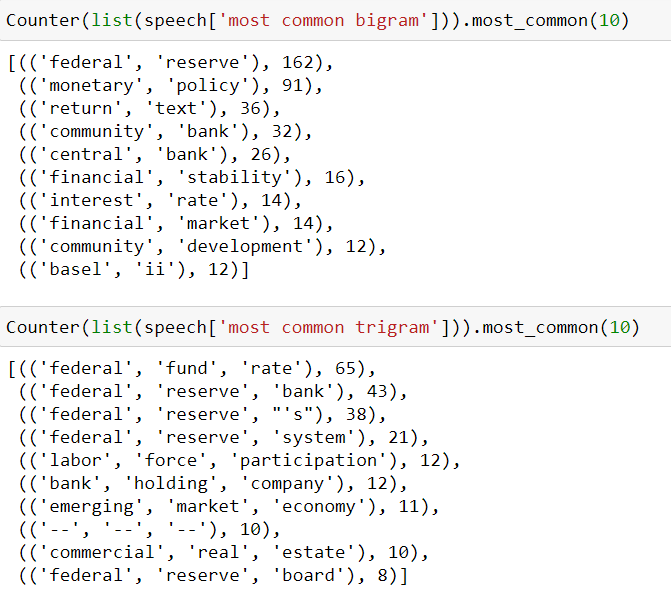 Counter(list(speech['most common bigram'])).most_common(10)
[(('federal', 'reserve'), 162),
(('monetary', 'policy'), 91),
(('return', 'text'), 36),
(('community', 'bank'), 32),
(('central', 'bank'), 26),
(('financial', 'stability'), 16),
(('interest', 'rate'), 14),
(('financial', 'market'), 14),
(('community', 'development'), 12),
(('basel', 'ii'), 12)]
Counter(list(speech['most common trigram'])).most_common(10)
[(('federal', 'fund', 'rate'), 65),
(('federal', 'reserve', 'bank'), 43),
(('federal', 'reserve', "'s"), 38),
(('federal', 'reserve', 'system'), 21),
(('labor', 'force', 'participation'), 12),
(('bank', 'holding', 'company'), 12),
(('emerging', 'market', 'economy'), 11),
(('--', '--', '--'), 10),
(('commercial', 'real', 'estate'), 10),
(('federal', 'reserve', 'board'), 8)]